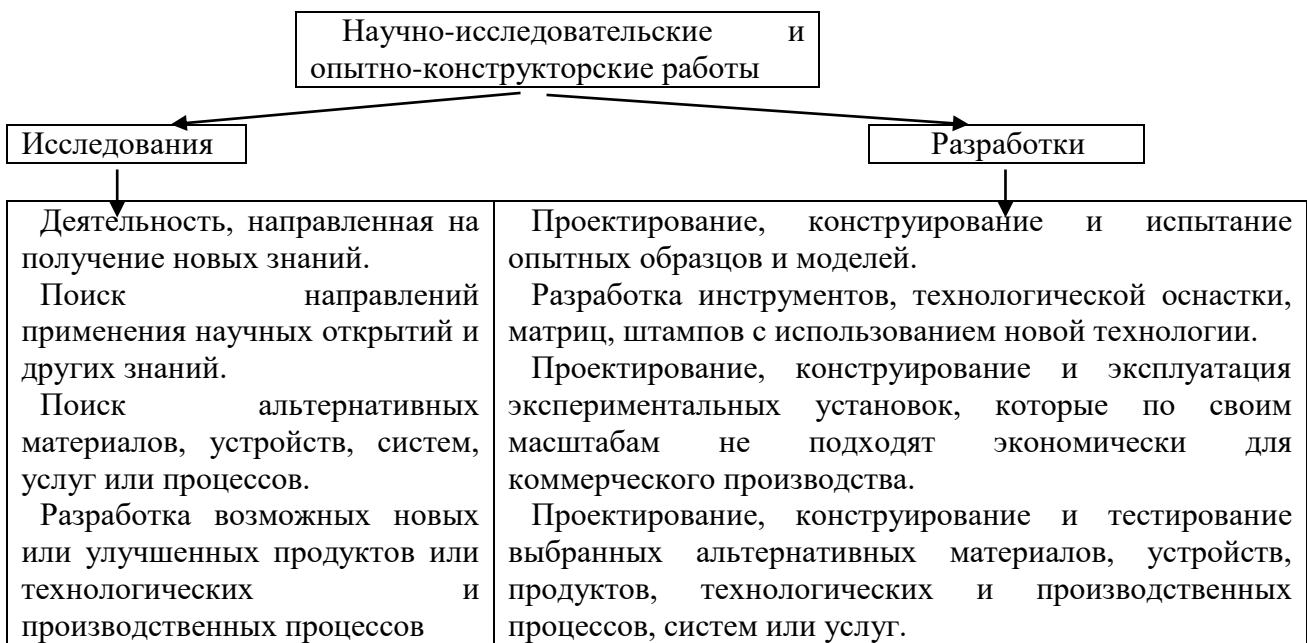 Научно-исследовательские и
опытно-конструкторские работы
Исследования
Разработки
Деятельность, направленная на
получение новых знаний.
Поиск направлений
применения научных открытий и
других знаний.
Поиск альтернативных
материалов, устройств, систем,
услуг или процессов.
Разработка возможных новых
или улучшенных продуктов или
технологических и
производственных процессов
Проектирование, конструирование и испытание
опытных образцов и моделей.
Разработка инструментов, технологической оснастки,
матриц, штампов с использованием новой технологии.
Проектирование, конструирование и эксплуатация
экспериментальных установок, которые по своим
масштабам не подходят экономически для
коммерческого производства.
Проектирование, конструирование и тестирование
выбранных альтернативных материалов, устройств,
продуктов, технологических и производственных
процессов, систем или услуг.